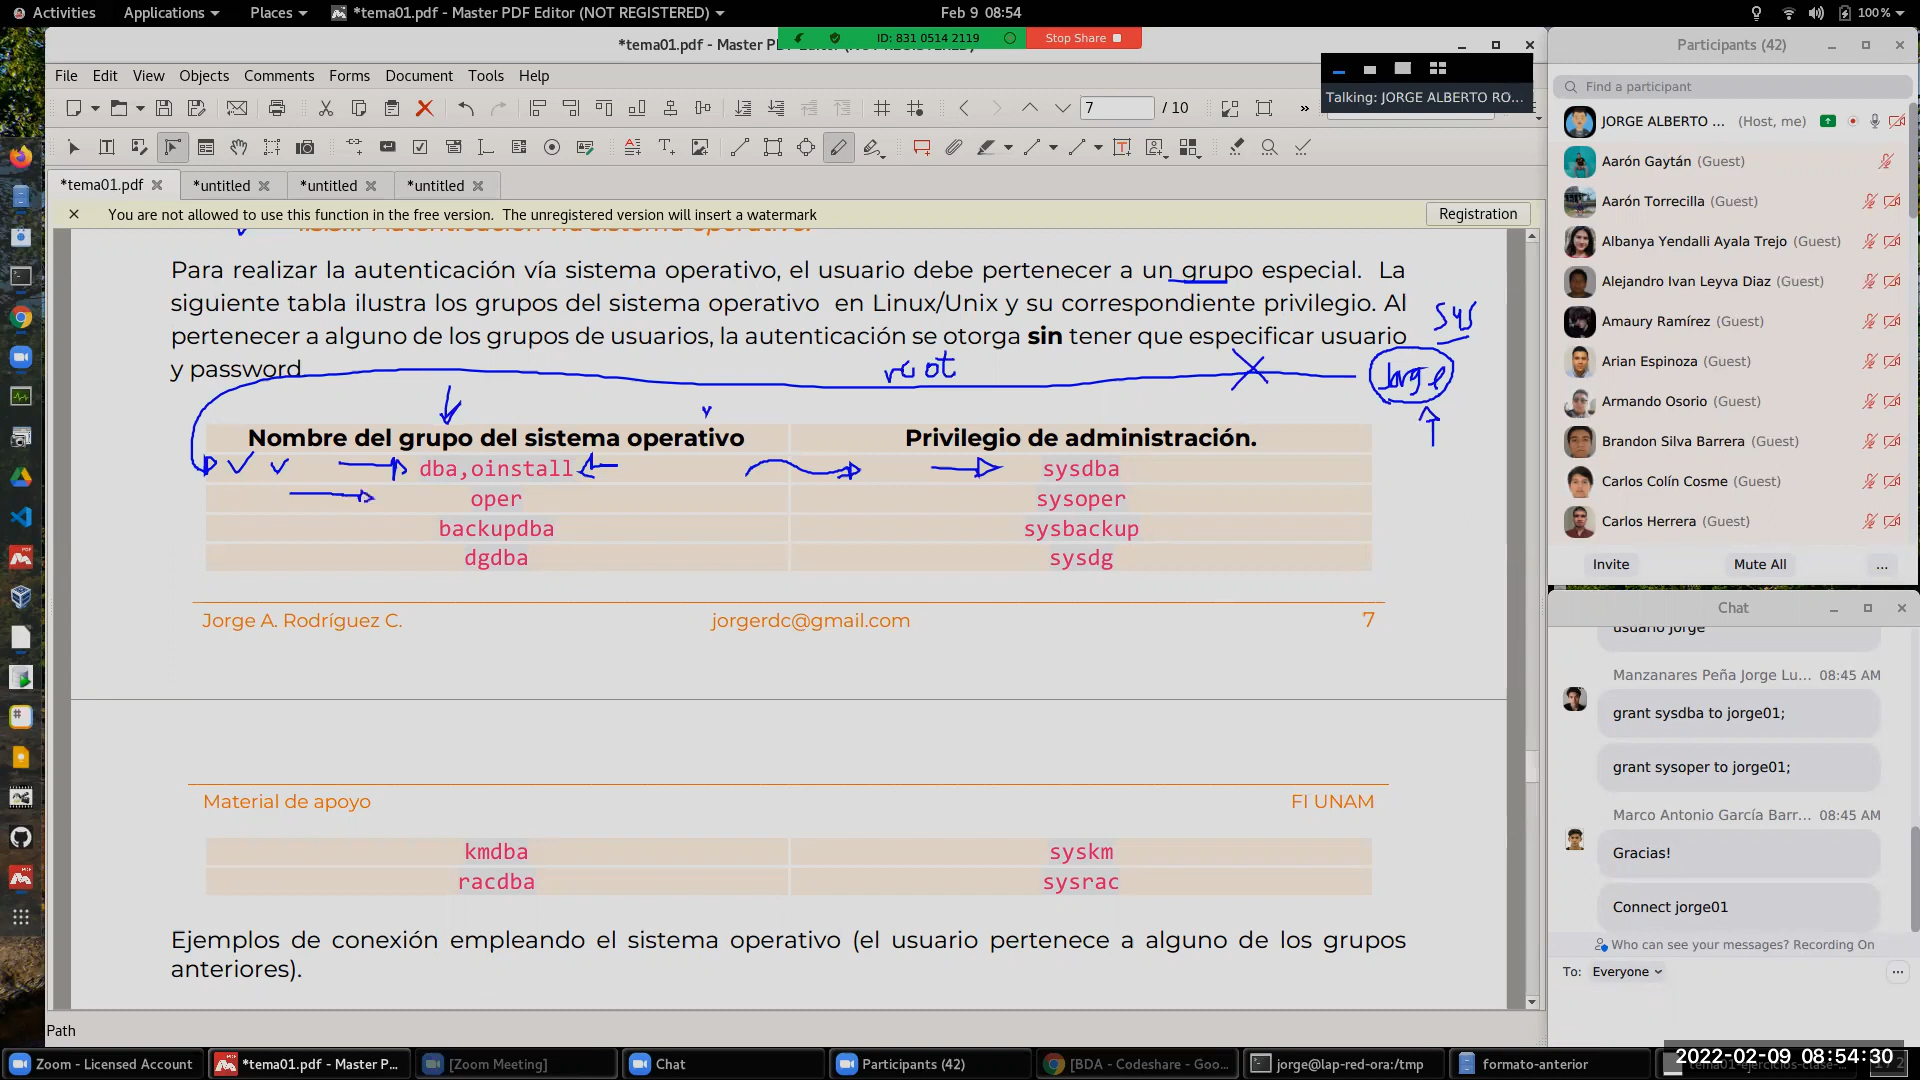 Activities Applications Places *tema01.pdf - Master PDF Editor (NOT REGISTERED) Feb 9 08:54 100%
ID: 831 0514 2119 Stop Share
*tema01.pdf - Master P
Talking: JORGE ALBERTO RO...
File Edit View Objects Comments Forms Document Tools Help
7 / 10 »
*tema01.pdf *untitled *untitled *untitled
You are not allowed to use this function in the free version. The unregistered version will insert a watermark Registration
Para realizar la autenticación vía sistema operativo, el usuario debe pertenecer a un grupo especial. La
siguiente tabla ilustra los grupos del sistema operativo en Linux/Unix y su correspondiente privilegio. Al
pertenecer a alguno de los grupos de usuarios, la autenticación se otorga sin tener que especificar usuario
y password
sys
root
Jorge
Nombre del grupo del sistema operativo Privilegio de administración.
dba,oinstall sysdba
oper sysoper
backupdba sysbackup
dgdba sysdg
Jorge A. Rodríguez C. jorgerdc@gmail.com 7
Material de apoyo FI UNAM
kmdba syskm
racdba sysrac
Ejemplos de conexión empleando el sistema operativo (el usuario pertenece a alguno de los grupos
anteriores).
Path
Participants (42)
Find a participant
JORGE ALBERTO ... (Host, me)
Aarón Gaytán (Guest)
Aarón Torrecilla (Guest)
Albanya Yendalli Ayala Trejo (Guest)
Alejandro Ivan Leyva Diaz (Guest)
Amaury Ramírez (Guest)
Arian Espinoza (Guest)
Armando Osorio (Guest)
Brandon Silva Barrera (Guest)
Carlos Colín Cosme (Guest)
Carlos Herrera (Guest)
Invite Mute All ...
Chat
usuario jorge
Manzanares Peña Jorge Lu... 08:45 AM
grant sysdba to jorge01;
grant sysoper to jorge01;
Marco Antonio García Barr... 08:45 AM
Gracias!
Connect jorge01
Who can see your messages? Recording On
To: Everyone ...
Zoom - Licensed Account *tema01.pdf - Master P... [Zoom Meeting] Chat Participants (42) [BDA - Codeshare - Goo... jorge@lap-red-ora:/tmp formato-anterior
2022-02-09 08:54:30